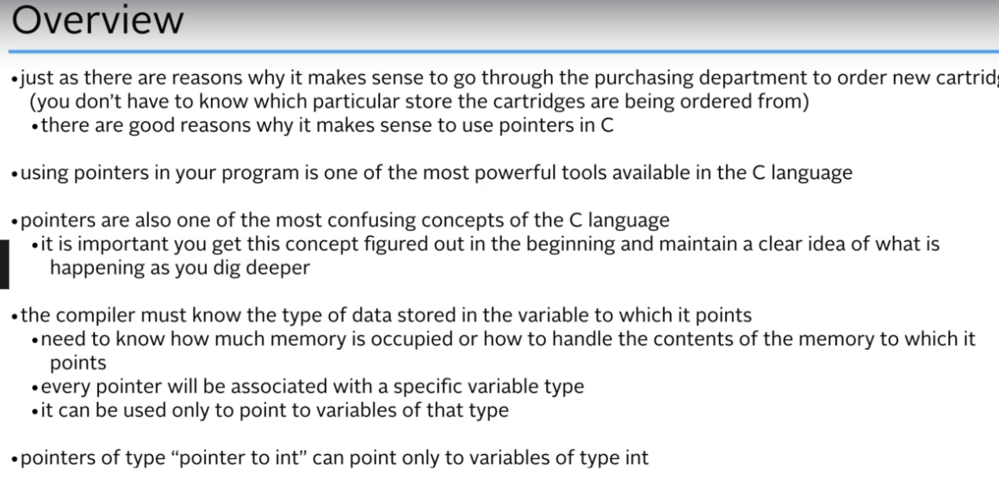 Overview
•just as there are reasons why it makes sense to go through the purchasing department to order new
(you don't have to know which particular store the cartridges are being ordered from)
•there are good reasons why it makes sense to use pointers in C
•using pointers in your program is one of the most powerful tools available in the C language
•pointers are also one of the most confusing concepts of the C language
•it is important you get this concept figured out in the beginning and maintain a clear idea of what is
happening as you dig deeper
•the compiler must know the type of data stored in the variable to which it points
•need to know how much memory is occupied or how to handle the contents of the memory to which it
points
•every pointer will be associated with a specific variable type
•it can be used only to point to variables of that type
•pointers of type “pointer to int” can point only to variables of type int